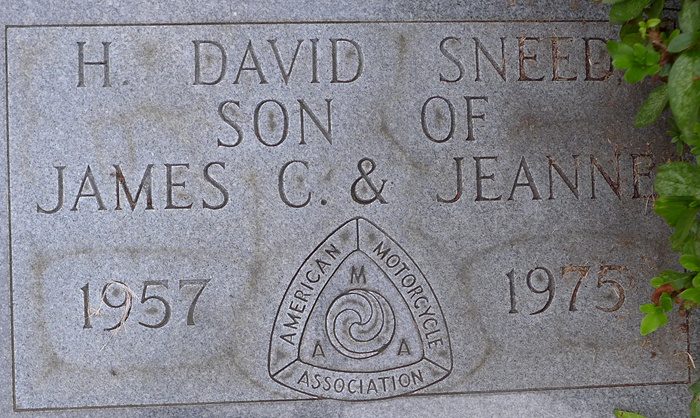 H. DAVID SNEED
SON OF
JAMES C. & JEANNE
1957 1975
AMERICAN MOTORCYCLE ASSOCIATION
A M A